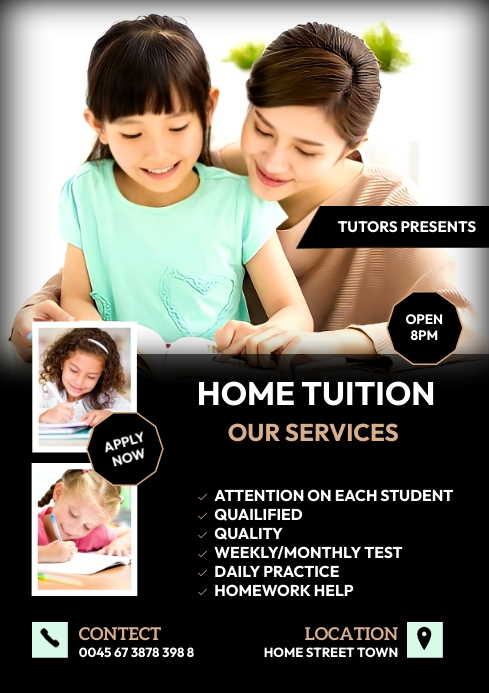 TUTORS PRESENTS
OPEN
8PM
HOME TUITION
OUR SERVICES
APPLY
NOW
ATTENTION ON EACH STUDENT
QUAILIFIED
QUALITY
WEEKLY/MONTHLY TEST
DAILY PRACTICE
HOMEWORK HELP
CONTECT
0045 67 3878 398 8
LOCATION
HOME STREET TOWN